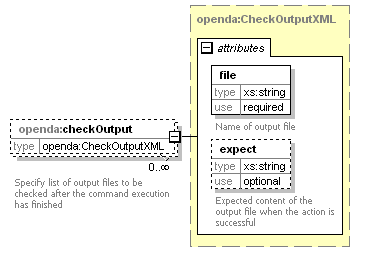 openda:CheckOutputXML
attributes
file
type xs:string
use required
Name of output file
openda:checkOutput
type openda:CheckOutputXML
0..∞
Specify list of output files to be
checked after the command execution
has finished
expect
type xs:string
use optional
Expected content of the
output file when the action is
successful